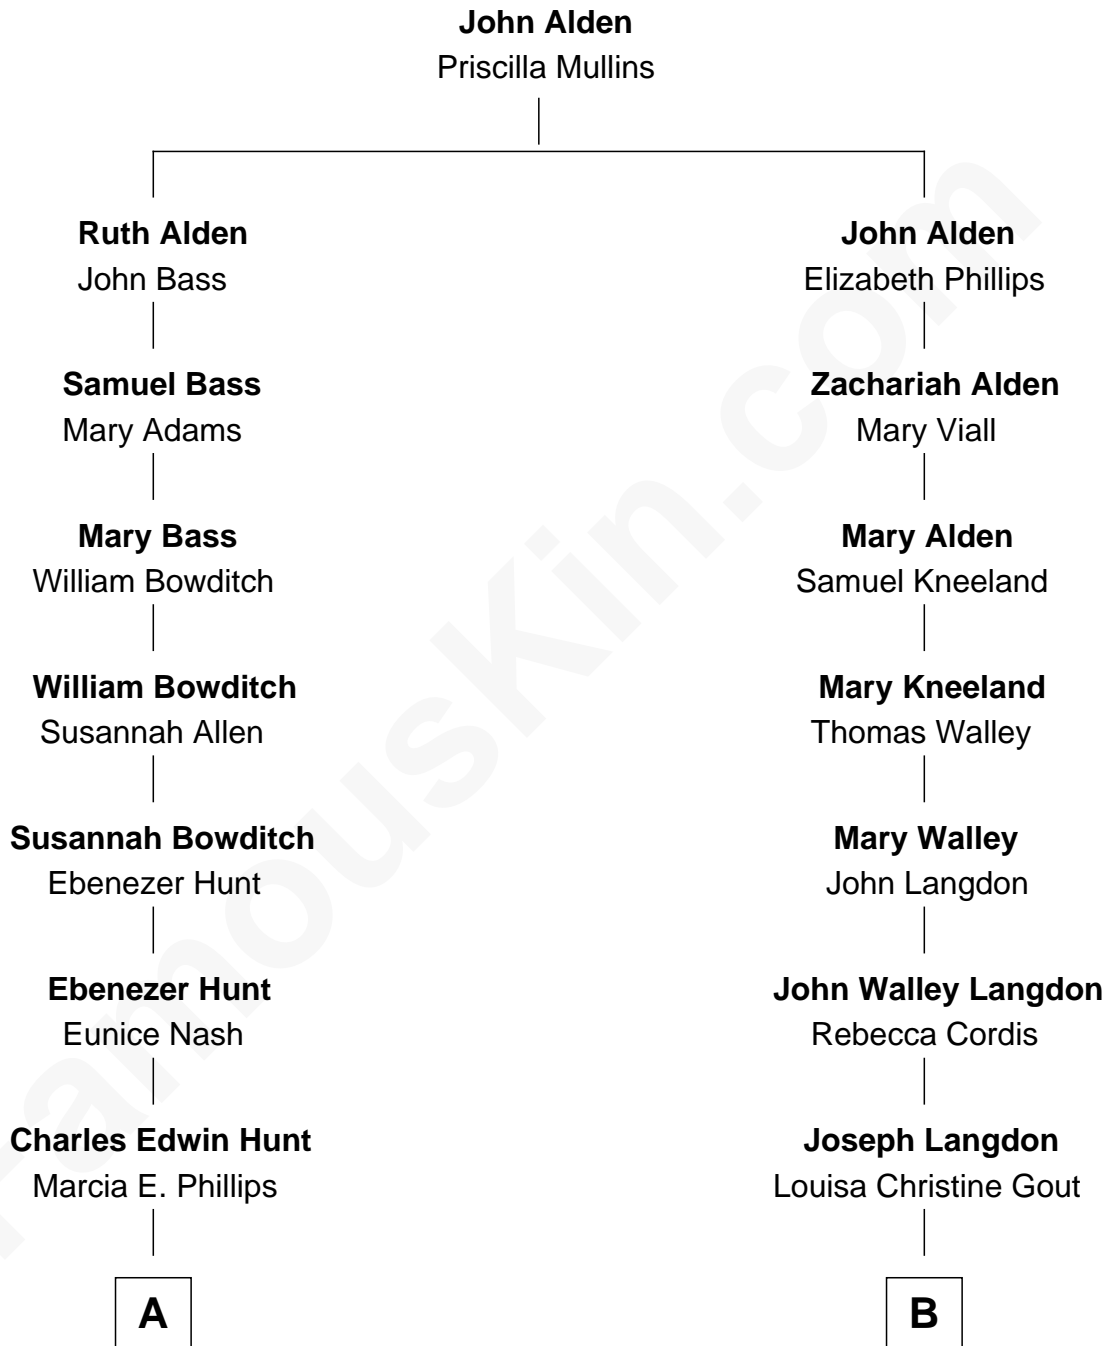 John Alden
Priscilla Mullins
Ruth Alden
John Bass
John Alden
Elizabeth Phillips
Samuel Bass
Mary Adams
Zachariah Alden
Mary Viall
Mary Bass
William Bowditch
Mary Alden
Samuel Kneeland
William Bowditch
Susannah Allen
Mary Kneeland
Thomas Walley
Susannah Bowditch
Ebenezer Hunt
Mary Walley
John Langdon
Ebenezer Hunt
Eunice Nash
John Walley Langdon
Rebecca Cordis
Charles Edwin Hunt
Marcia E. Phillips
Joseph Langdon
Louisa Christine Gout
A
B
FamousKin.com